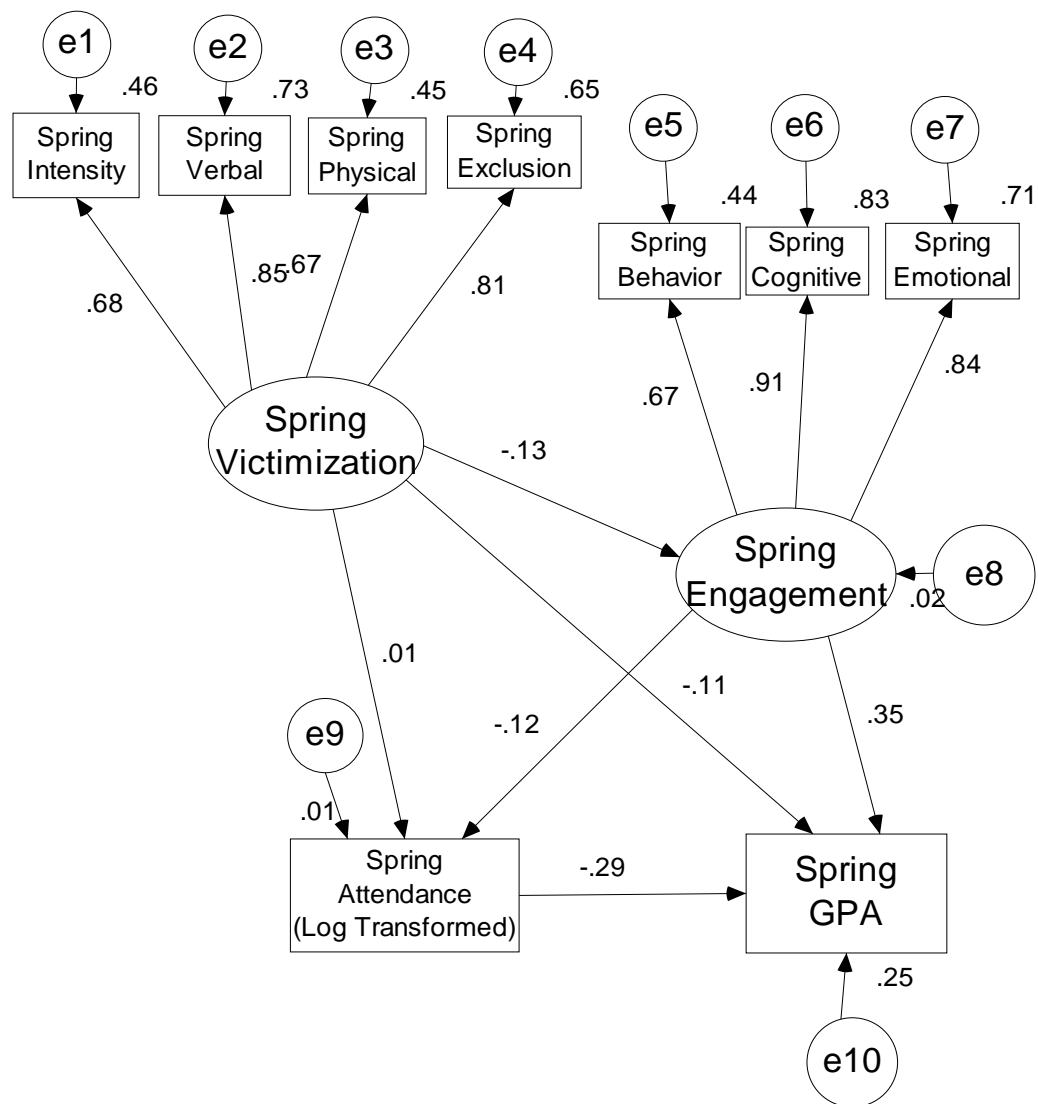 e1
e2
e3
e4
.46
.73
.45
.65
Spring
Intensity
Spring
Verbal
Spring
Physical
Spring
Exclusion
e5
e6
e7
.44
.83
.71
Spring
Behavior
Spring
Cognitive
Spring
Emotional
.68
.85
.67
.81
.67
.91
.84
Spring
Victimization
-.13
Spring
Engagement
.02
e8
.01
-.12
-.11
.35
e9
.01
Spring
Attendance
(Log Transformed)
-.29
Spring
GPA
.25
e10